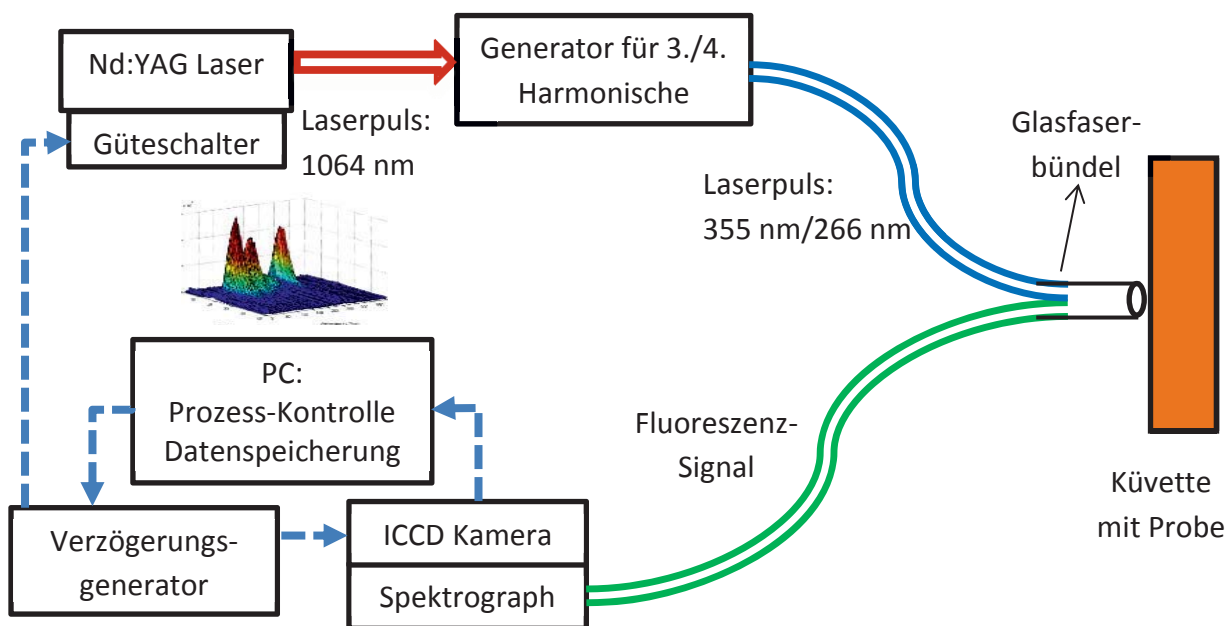 Nd:YAG Laser
Güteschalter
Laserpuls:
1064 nm
Generator für 3./4.
Harmonische
Laserpuls:
355 nm/266 nm
Glasfaser-
bündel
PC:
Prozess-Kontrolle
Datenspeicherung
Fluoreszenz-
Signal
Küvette
mit Probe
Verzögerungs-
generator
ICCD Kamera
Spektrograph